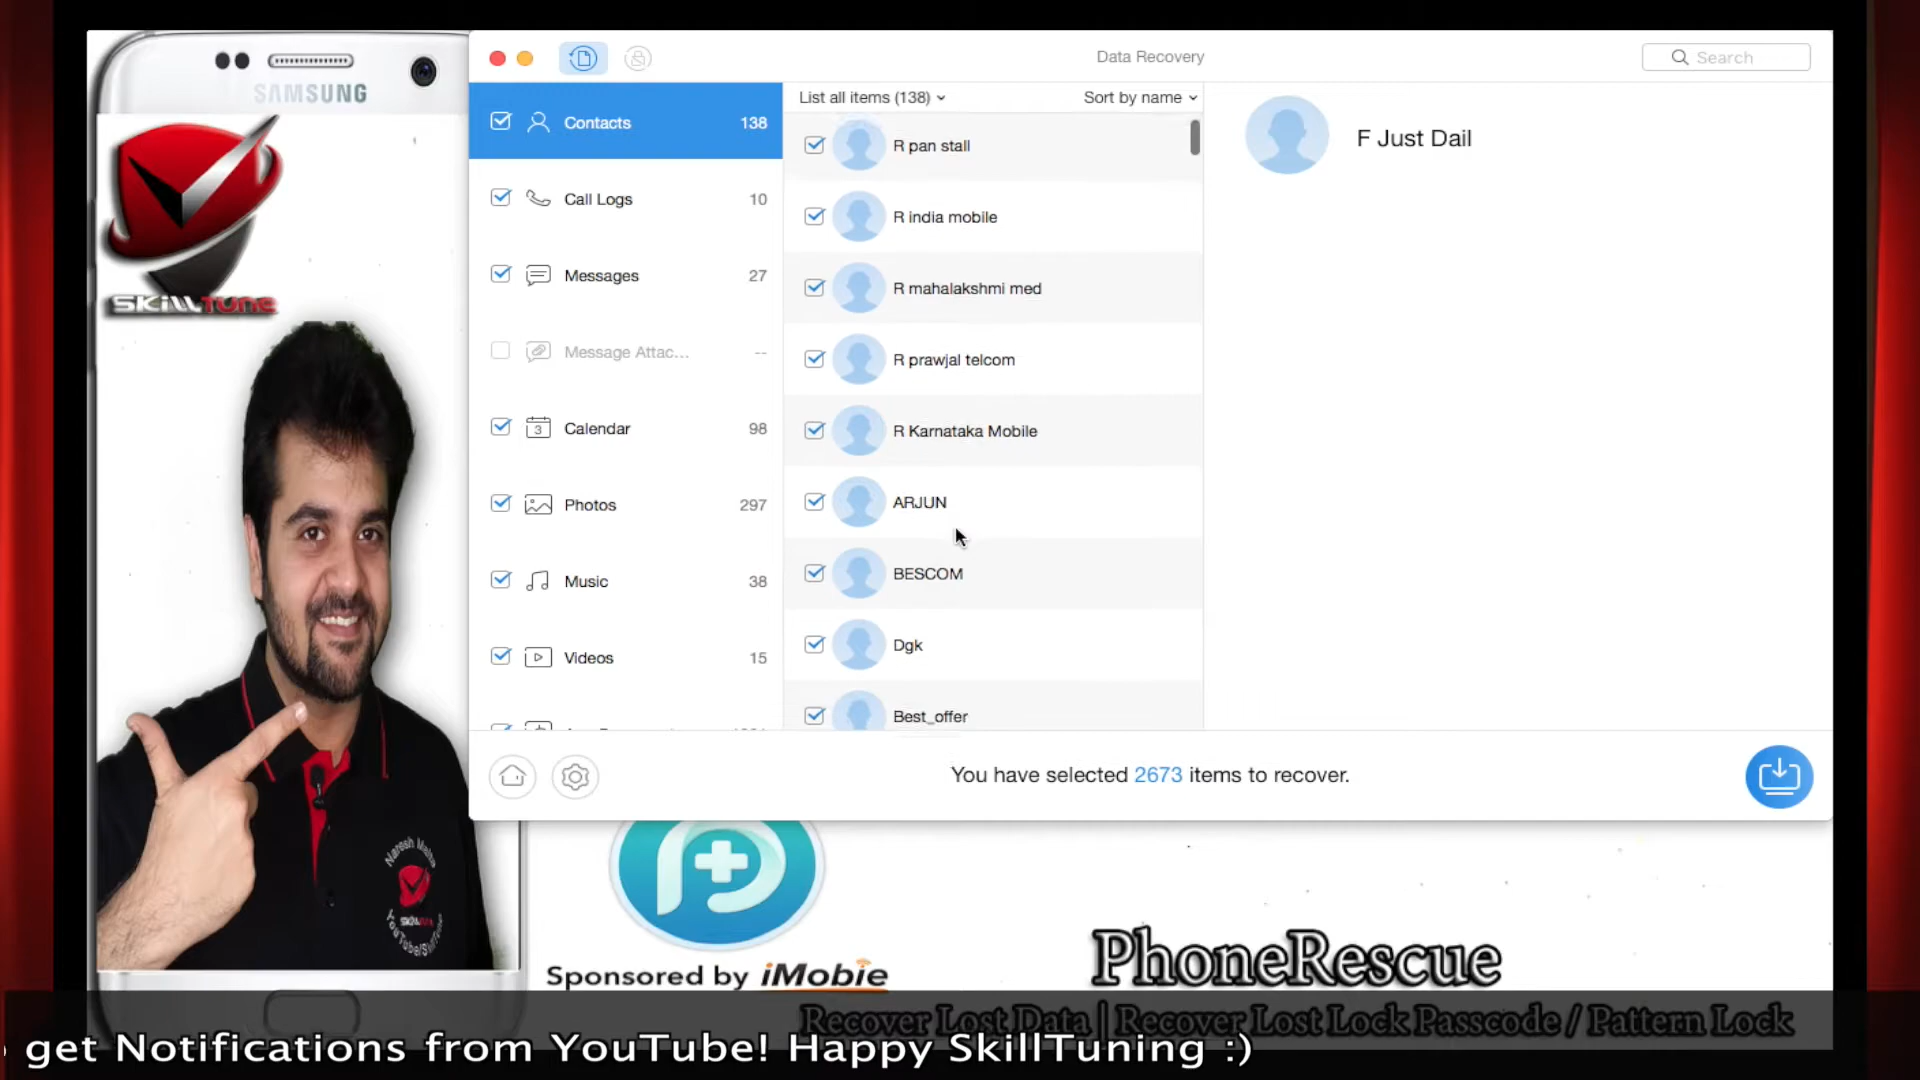 SAMSUNG
SKILLTUNE
Data Recovery
Search
Contacts 138
Call Logs 10
Messages 27
Message Attac... --
Calendar 98
Photos 297
Music 38
Videos 15
List all items (138)
Sort by name
R pan stall
R india mobile
R mahalakshmi med
R prawjal telcom
R Karnataka Mobile
ARJUN
BESCOM
Dgk
Best_offer
F Just Dail
You have selected 2673 items to recover.
Sponsored by iMobie
PhoneRescue
Recover Lost Data | Recover Lost Lock Passcode / Pattern Lock
get Notifications from YouTube! Happy SkillTuning :)